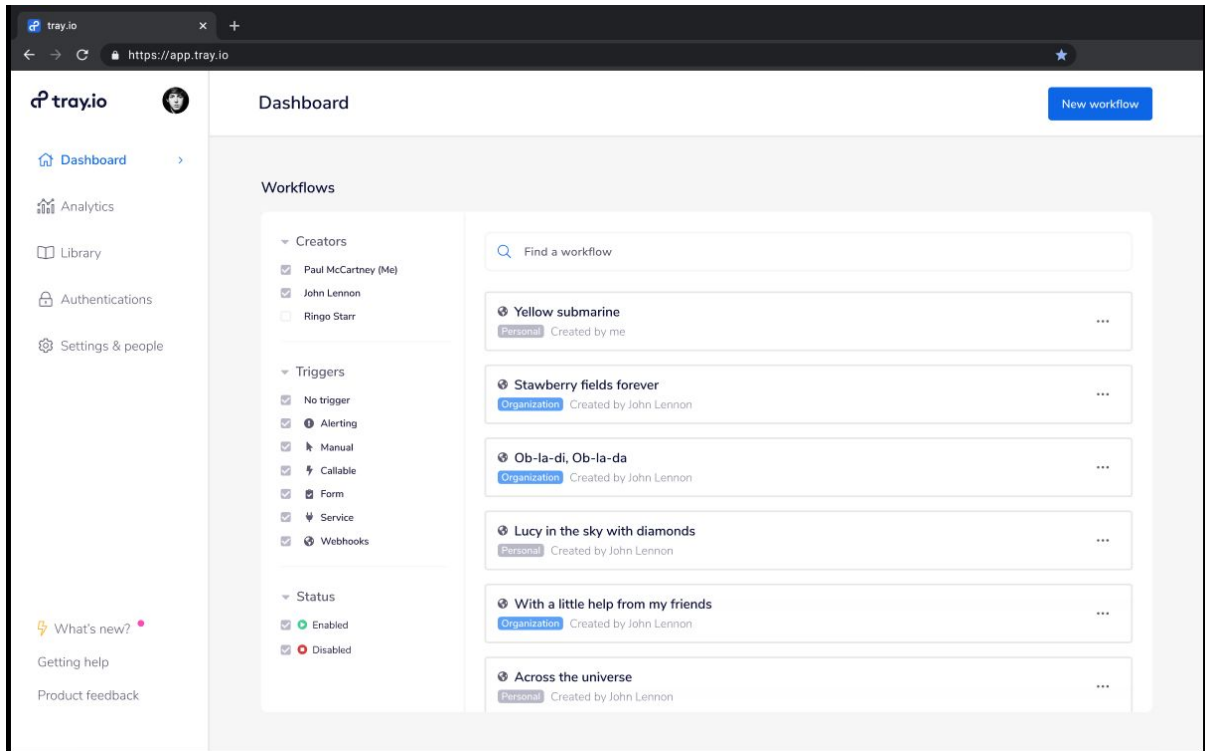 tray.io
https://app.tray.io
tray.io
Dashboard
New workflow
Dashboard
Analytics
Library
Authentications
Settings & people
What's new?
Getting help
Product feedback
Workflows
Creators
Paul McCartney (Me)
John Lennon
Ringo Starr
Triggers
No trigger
Alerting
Manual
Callable
Form
Service
Webhooks
Status
Enabled
Disabled
Find a workflow
Yellow submarine
Personal Created by me
Stawberry fields forever
Organization Created by John Lennon
Ob-la-di, Ob-la-da
Organization Created by John Lennon
Lucy in the sky with diamonds
Personal Created by John Lennon
With a little help from my friends
Organization Created by John Lennon
Across the universe
Personal Created by John Lennon